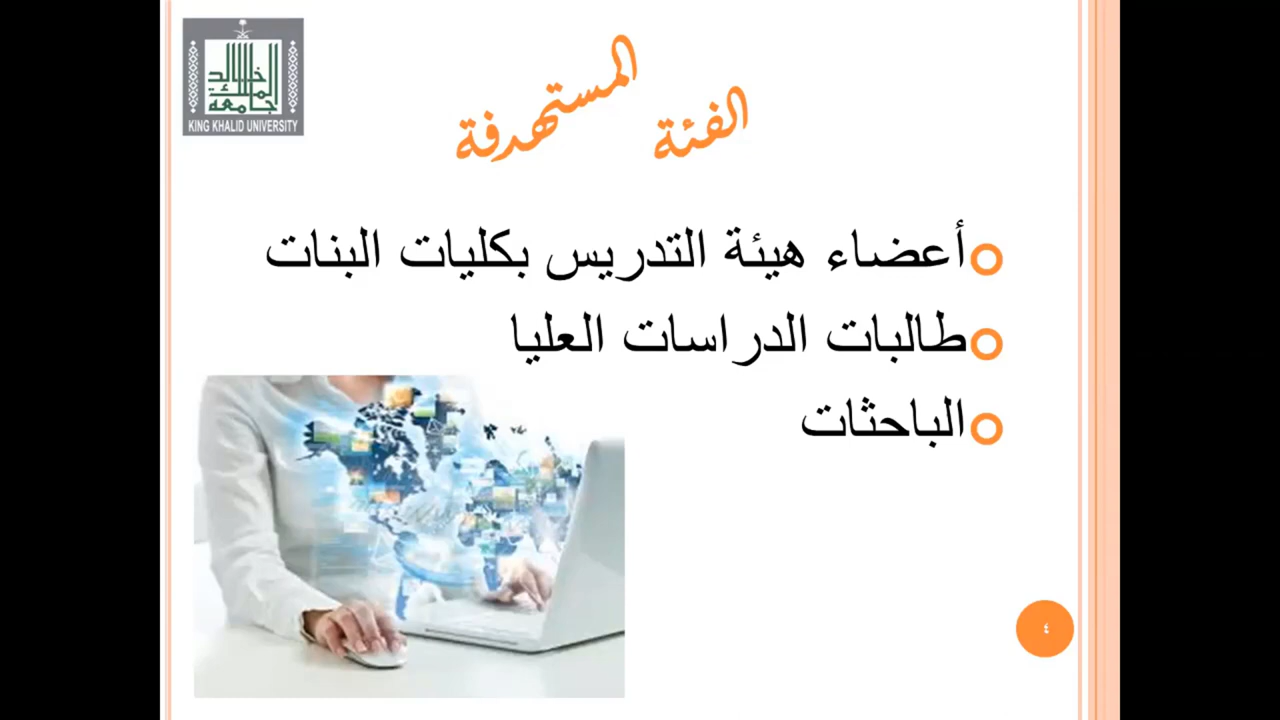 جامعة
الملك خالد
KING KHALID UNIVERSITY
الفئة المستهدفة
أعضاء هيئة التدريس بكليات البنات
طالبات الدراسات العليا
الباحثات
٤